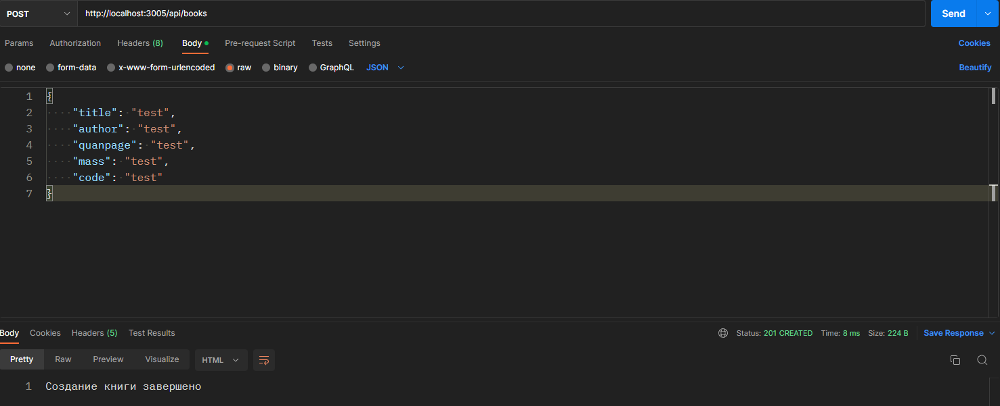 POST http://localhost:3005/api/books Send
Params Authorization Headers (8) Body Pre-request Script Tests Settings Cookies
none form-data x-www-form-urlencoded raw binary GraphQL JSON Beautify
1 {
2 "title": "test",
3 "author": "test",
4 "quanpage": "test",
5 "mass": "test",
6 "code": "test"
7 }
Body Cookies Headers (5) Test Results Status: 201 CREATED Time: 8 ms Size: 224 B Save Response
Pretty Raw Preview Visualize HTML
1 Создание книги завершено